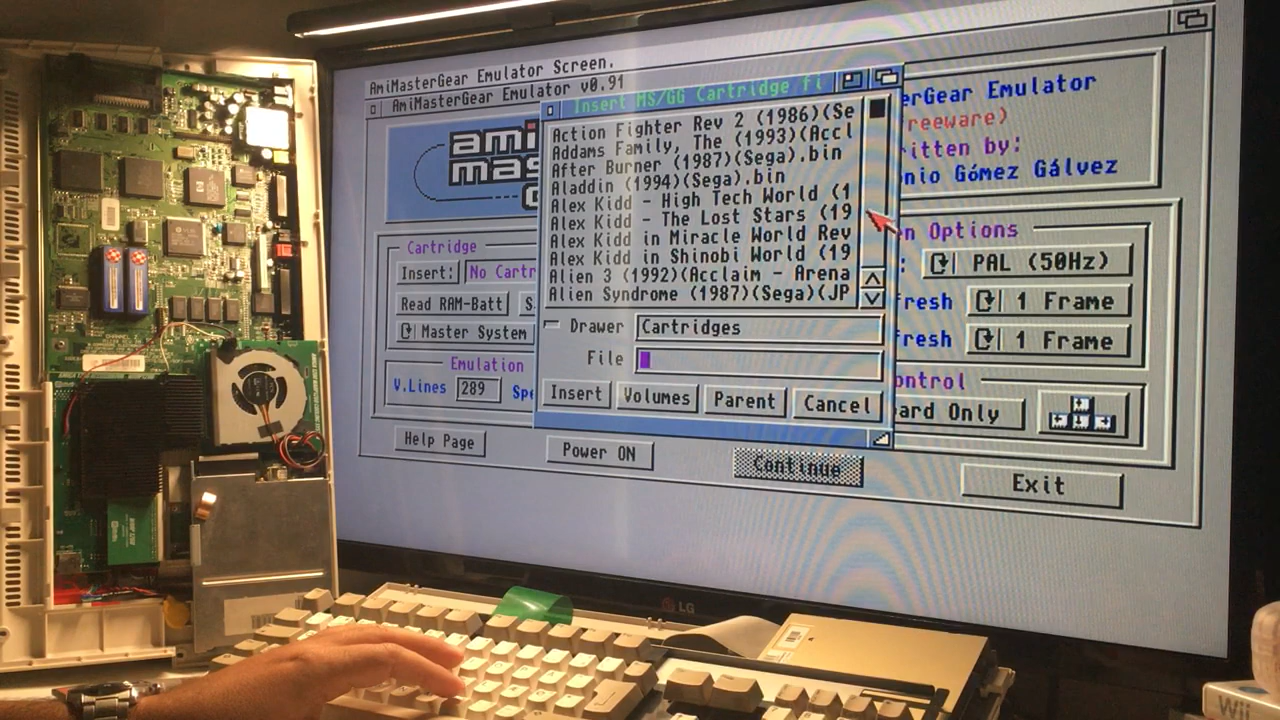 AmiMasterGear Emulator Screen.
AmiMasterGear Emulator v0.91
Insert MS/GG Cartridge fi
Action Fighter Rev 2 (1986)(Se
Addams Family, The (1993)(Accl
After Burner (1987)(Sega).bin
Aladdin (1994)(Sega).bin
Alex Kidd - High Tech World (1
Alex Kidd - The Lost Stars (19
Alex Kidd in Miracle World Rev
Alex Kidd in Shinobi World (19
Alien 3 (1992)(Acclaim - Arena
Alien Syndrome (1987)(Sega)(JP
Drawer Cartridges
File
Insert Volumes Parent Cancel
ami
mas
erGear Emulator
reeware)
itten by:
nio Gómez Gálvez
Cartridge
Insert: No Cartr
Read RAM-Batt S
Master System
Emulation
V.Lines 289 Spe
n Options
: PAL (50Hz)
fresh 1 Frame
fresh 1 Frame
ontrol
ard Only
Help Page Power ON Continue Exit
LG
Wii